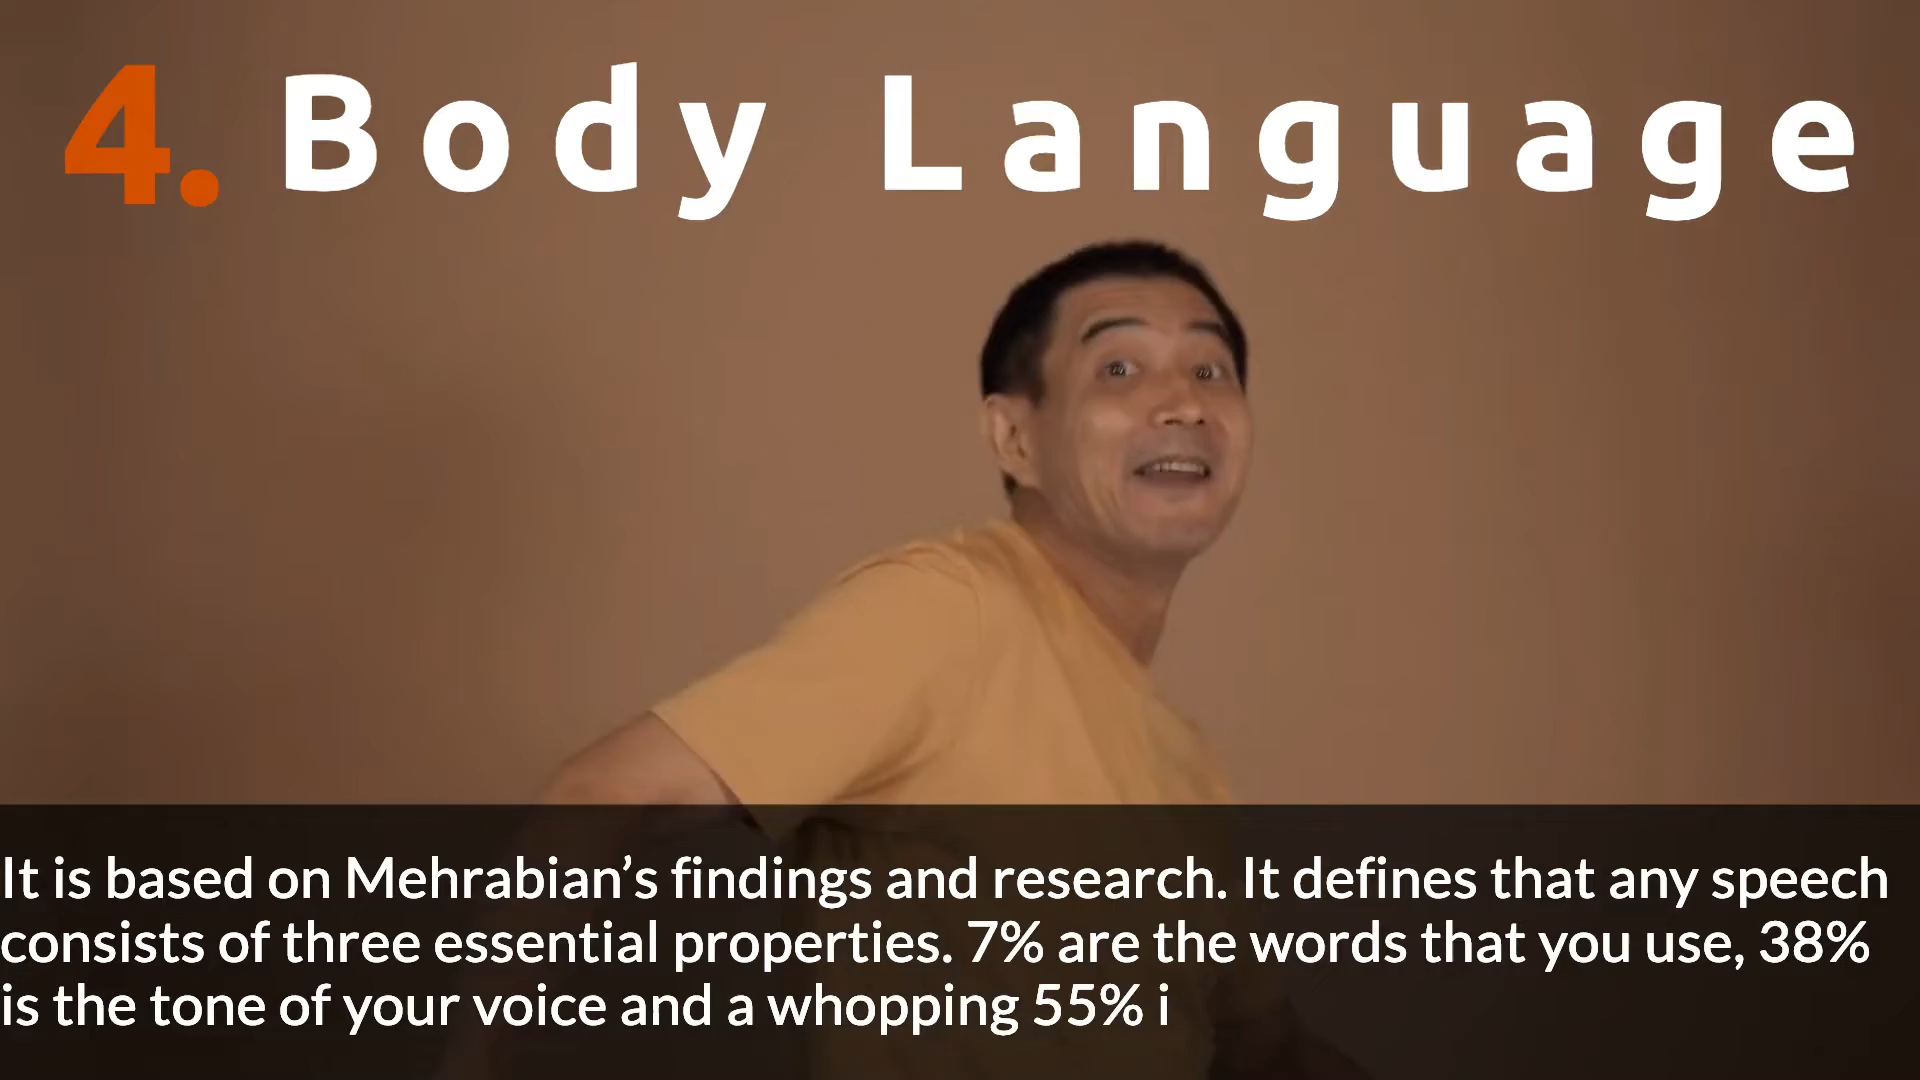 4. Body Language
It is based on Mehrabian’s findings and research. It defines that any speech
consists of three essential properties. 7% are the words that you use, 38%
is the tone of your voice and a whopping 55% i